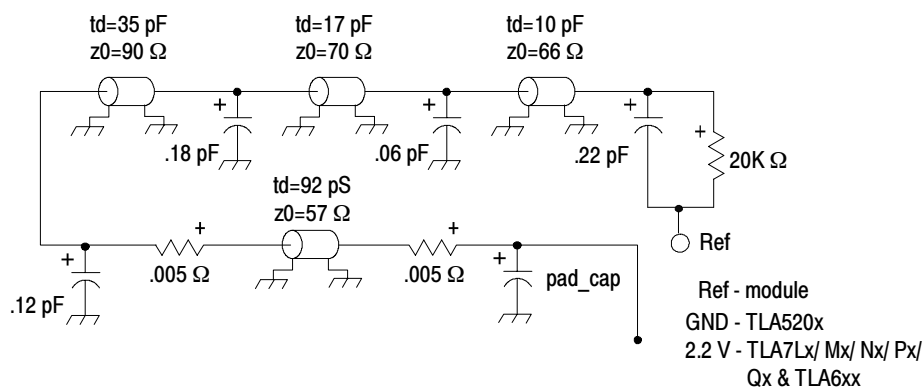 td=35 pF
z0=90 Ω
td=17 pF
z0=70 Ω
td=10 pF
z0=66 Ω
+
.18 pF
+
.06 pF
+
.22 pF
+
20K Ω
td=92 pS
z0=57 Ω
+
.12 pF
+
.005 Ω
+
.005 Ω
+
pad_cap
Ref
Ref - module
GND - TLA520x
2.2 V - TLA7Lx/ Mx/ Nx/ Px/
Qx & TLA6xx